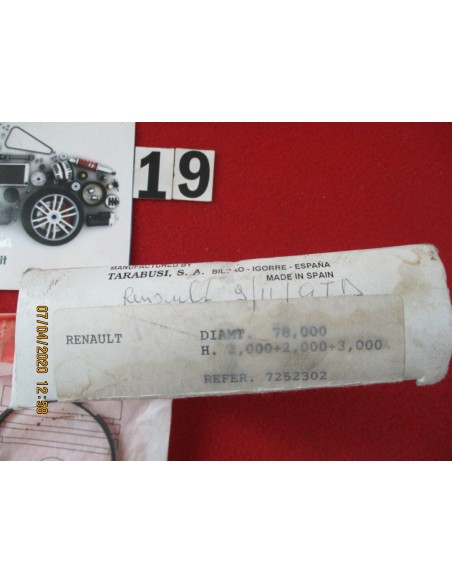 19
it
MANUFACTURED BY
TARABUSI, S. A. BILBAO - IGORRE - ESPAÑA
MADE IN SPAIN
Renault 9/11/GTD
RENAULT
DIAMT. 78,000
H. 2,000+2,000+3,000
REFER. 7252302
07/04/2020 12:58